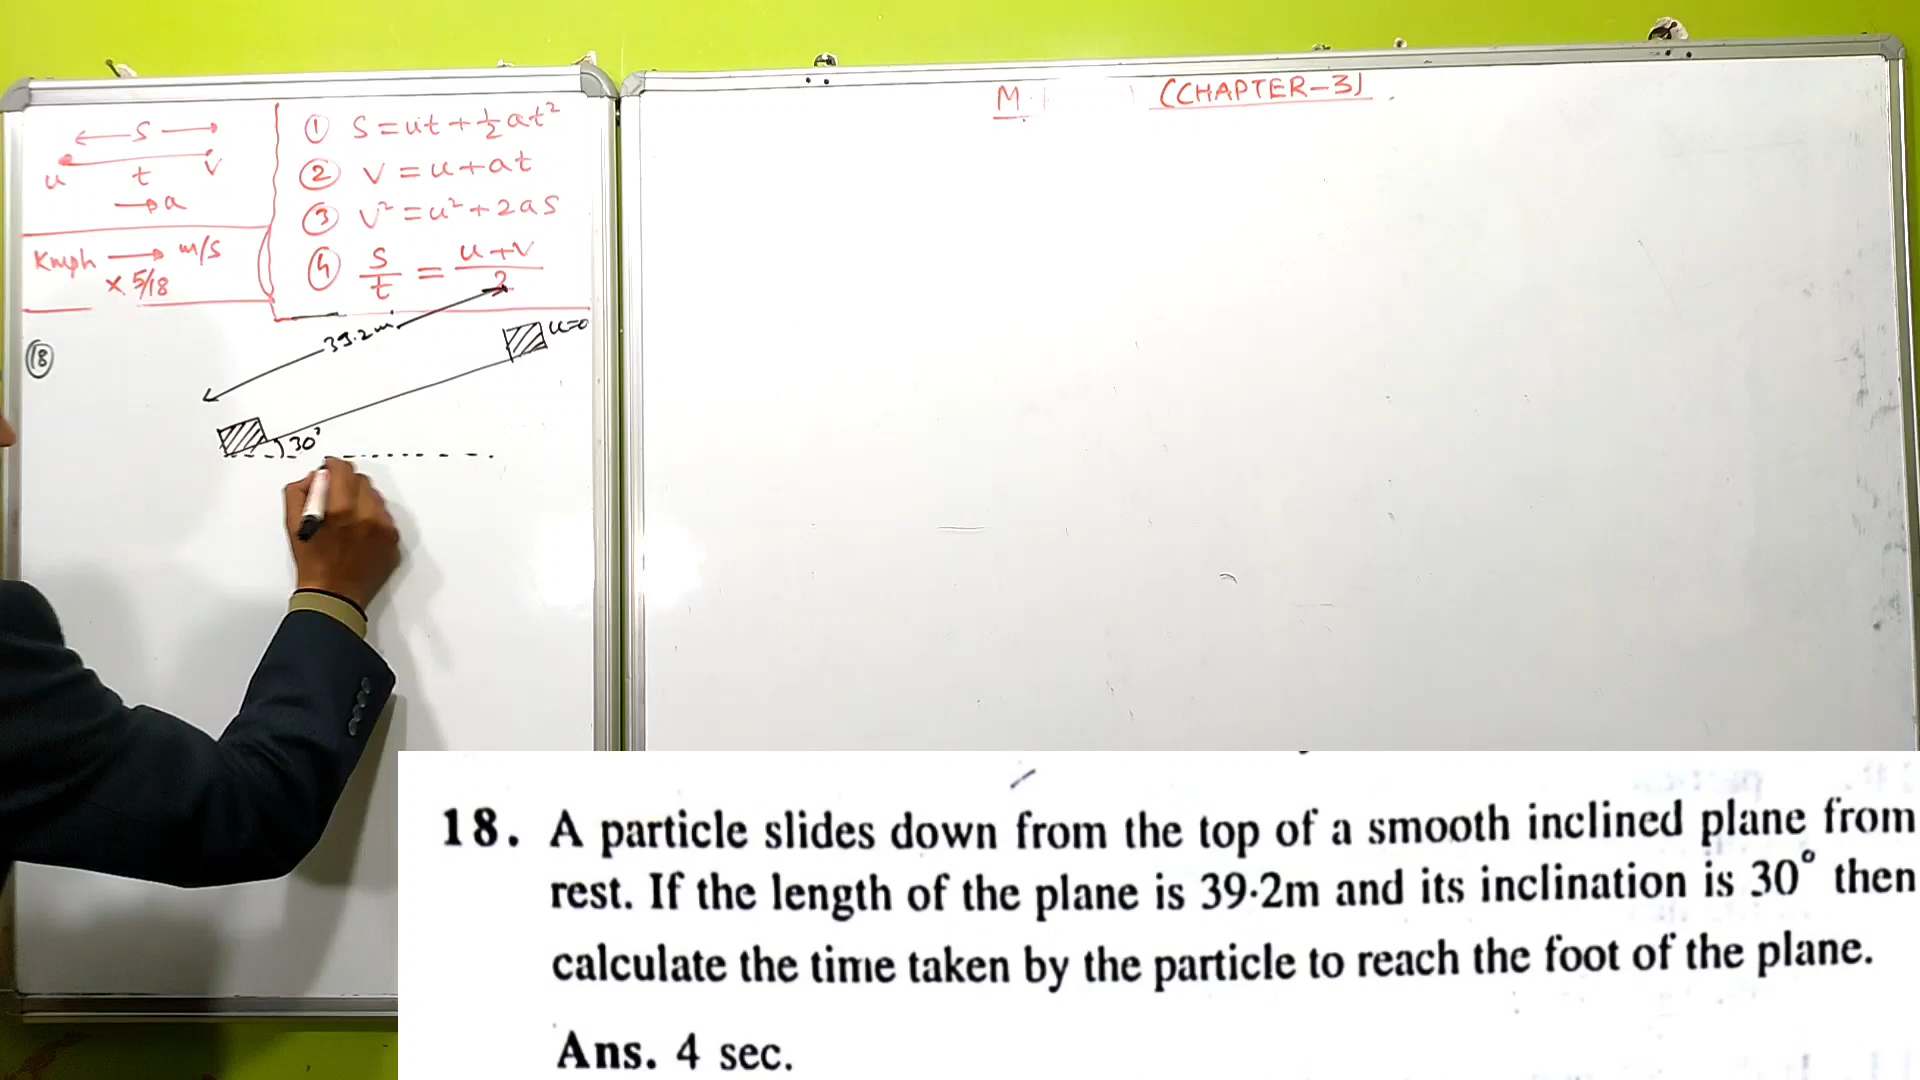 M. (CHAPTER-3)
S
u t v
→ a
Kmph → m/s
× 5/18
① S = ut + ½ at²
② V = u + at
③ V² = u² + 2as
④ S/t = (u + v)/2
⑱
39.2m
u=0
30°
18. A particle slides down from the top of a smooth inclined plane from
rest. If the length of the plane is 39·2m and its inclination is 30° then
calculate the time taken by the particle to reach the foot of the plane.
Ans. 4 sec.